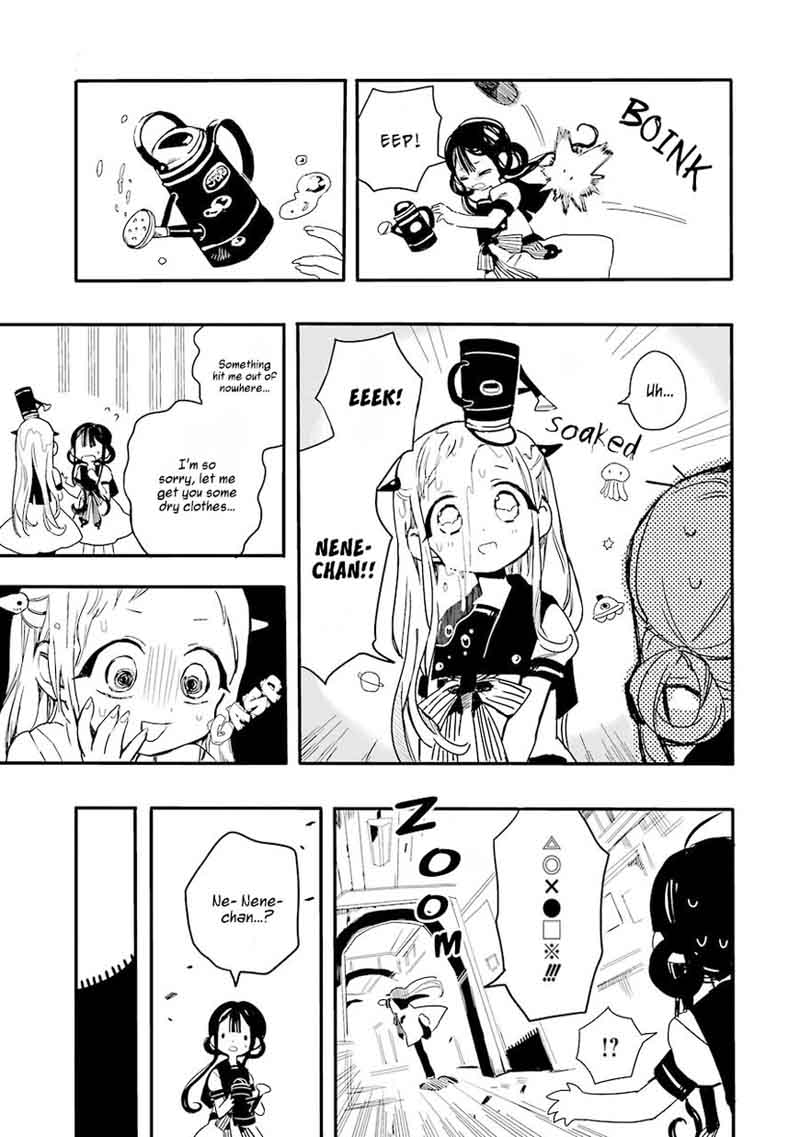 EEP!
BOINK
Uh...
soaked
EEEK!
NENE-
CHAN!!
Something
hit me out of
nowhere...
I'm so
sorry, let me
get you some
dry clothes...
GASP
△
◎
×
●
□
※
!!!
ZOOM
!?
Ne- Nene-
chan...?